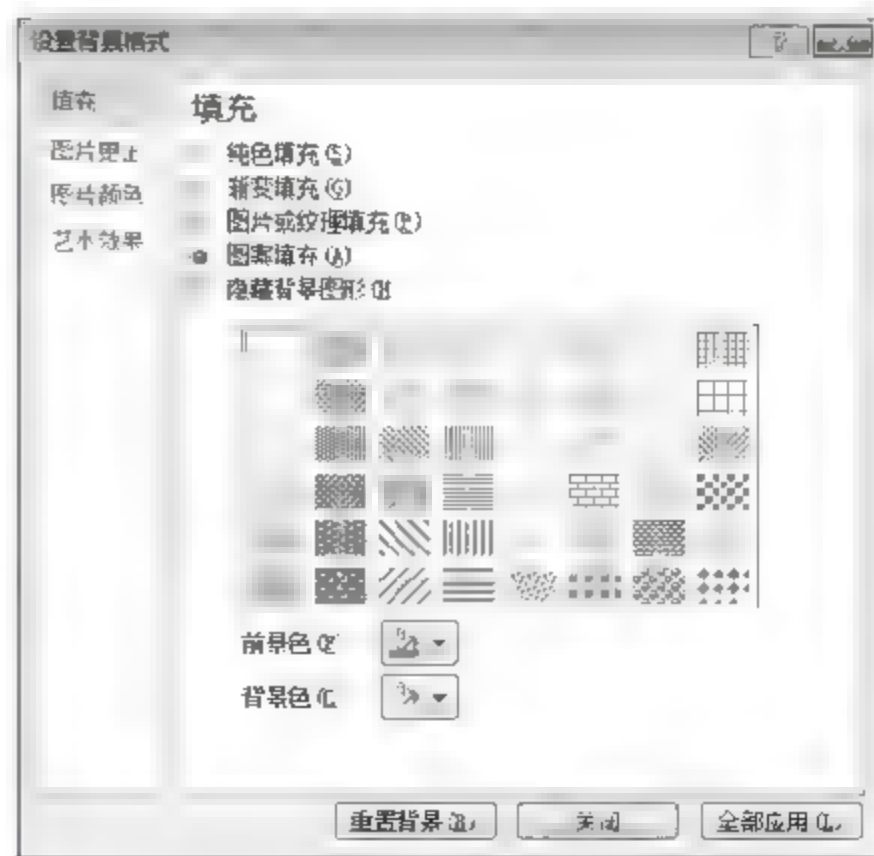 设置背景格式
填充
图片更正
图片颜色
艺术效果
填充
纯色填充(S)
渐变填充(G)
图片或纹理填充(P)
图案填充(A)
隐藏背景图形(H)
前景色(F)
背景色(C)
重置背景(B)
关闭
全部应用(L)